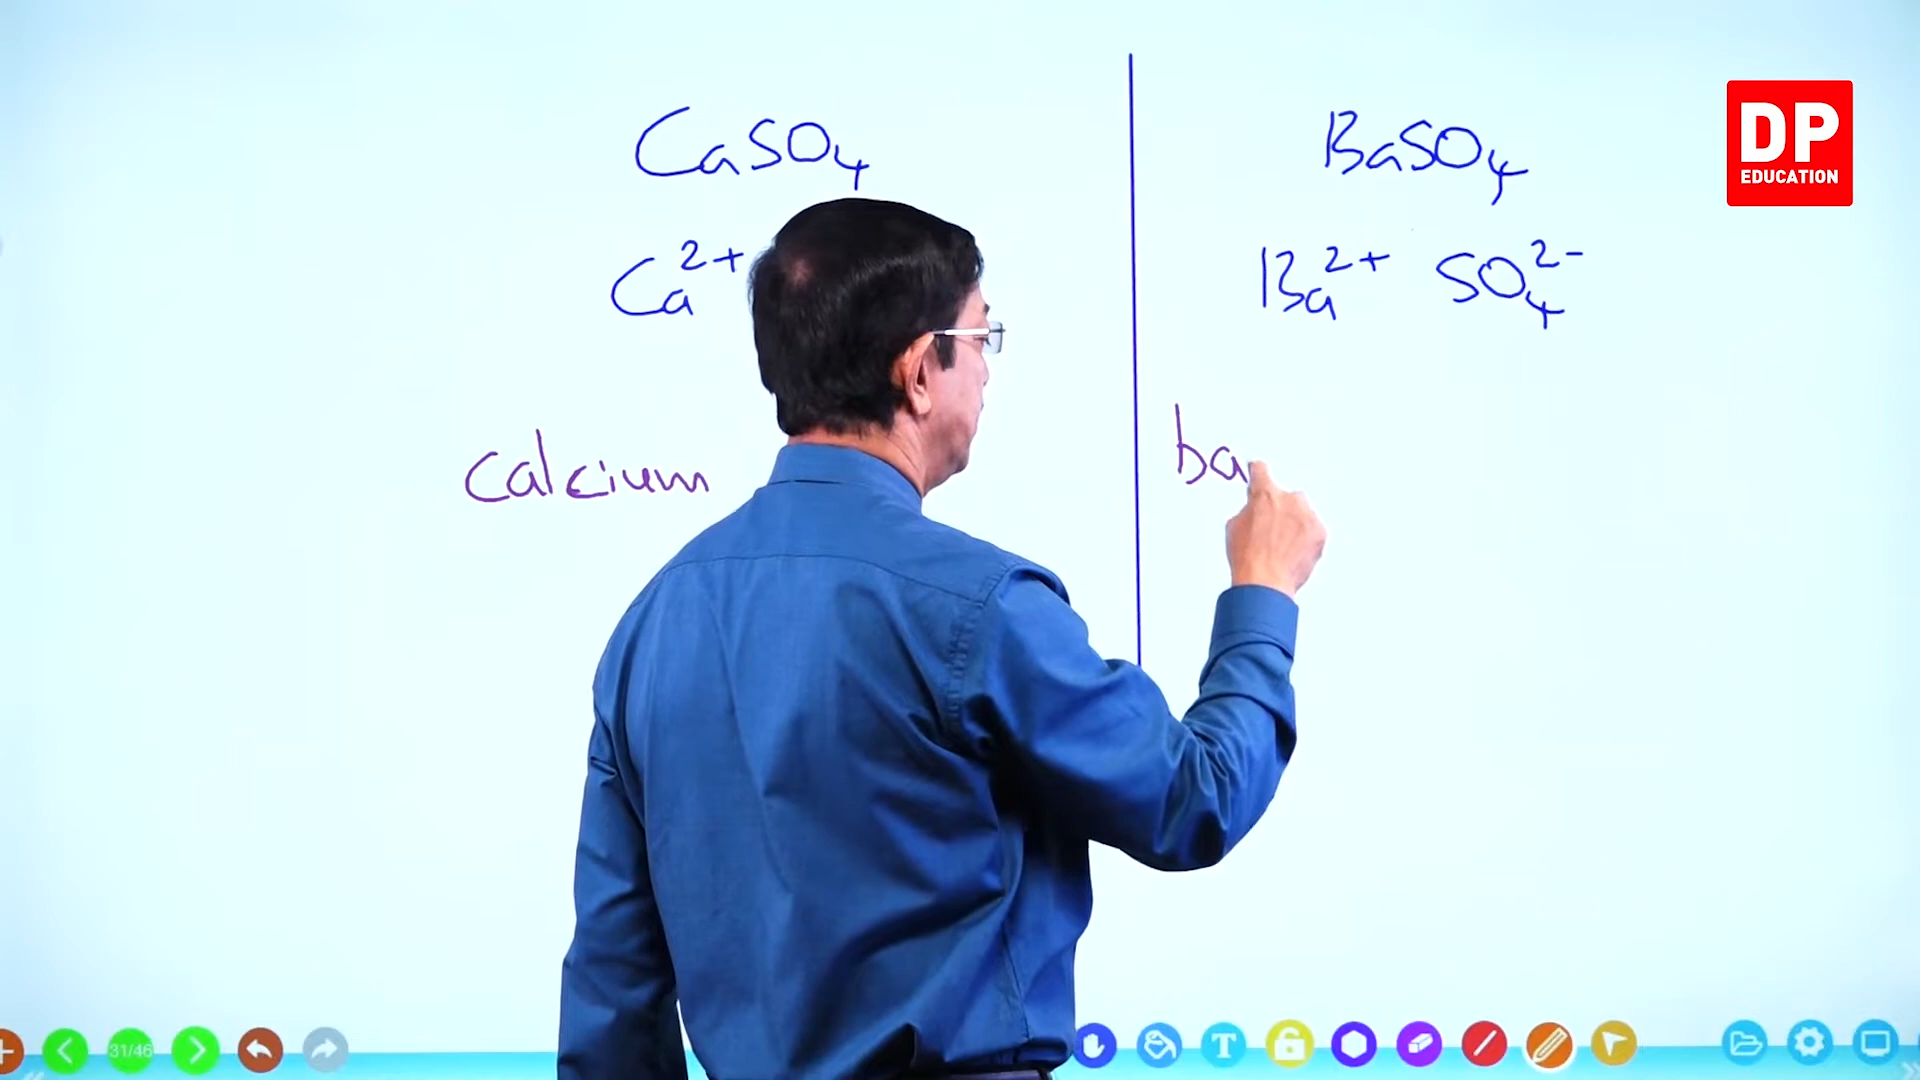 CaSO₄
Ca²⁺
calcium
BaSO₄
Ba²⁺ SO₄²⁻
ba
DP
EDUCATION
31/46
T